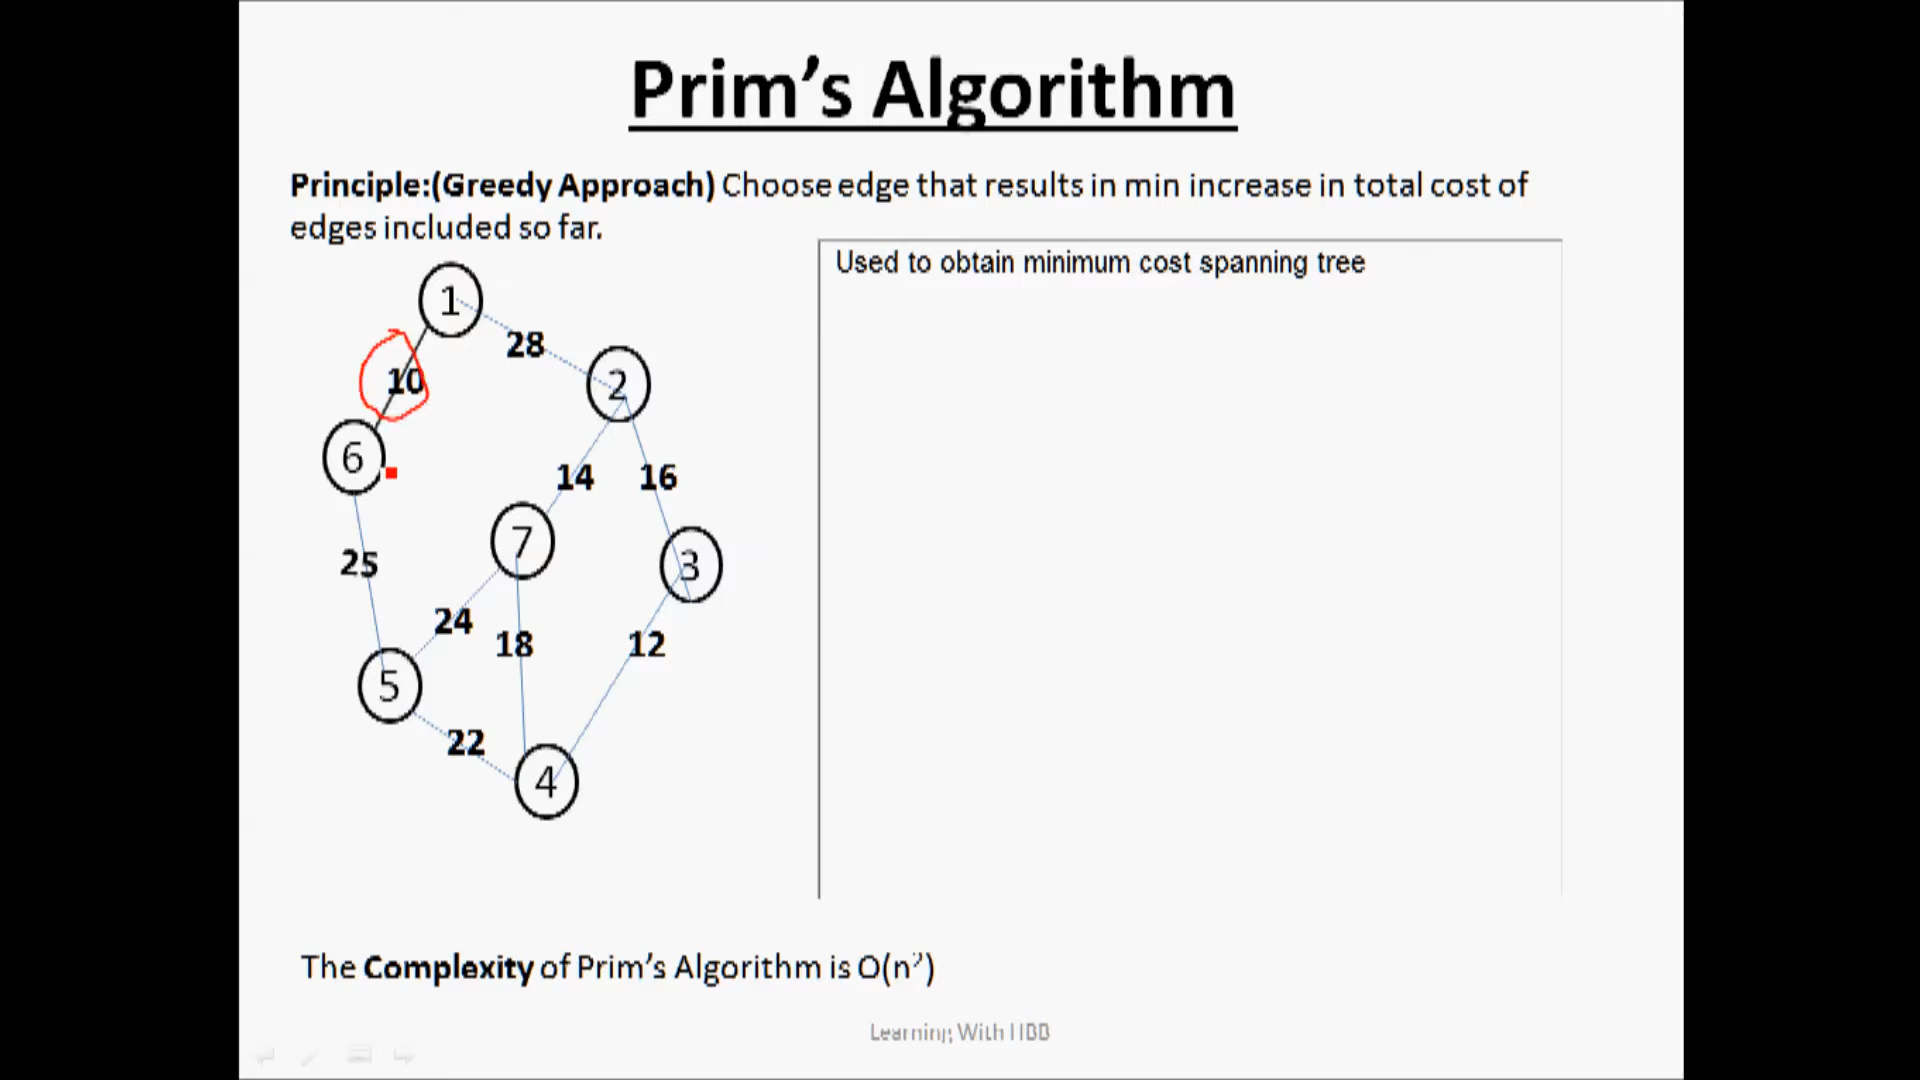 Prim's Algorithm
Principle:(Greedy Approach) Choose edge that results in min increase in total cost of
edges included so far.
Used to obtain minimum cost spanning tree
1
28
10
2
6
14
16
7
3
25
24
18
12
5
22
4
The Complexity of Prim's Algorithm is O(n²)
Learning With